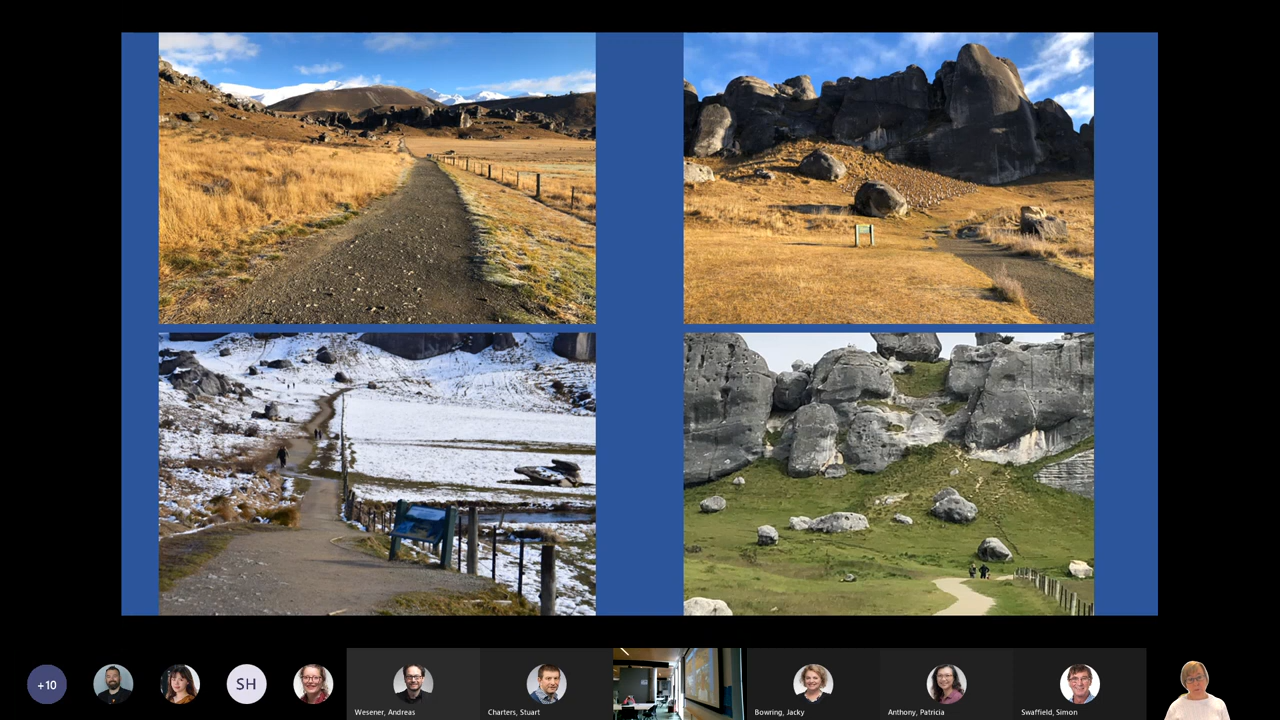 +10
SH
Wesener, Andreas
Charters, Stuart
Bowring, Jacky
Anthony, Patricia
Swaffield, Simon